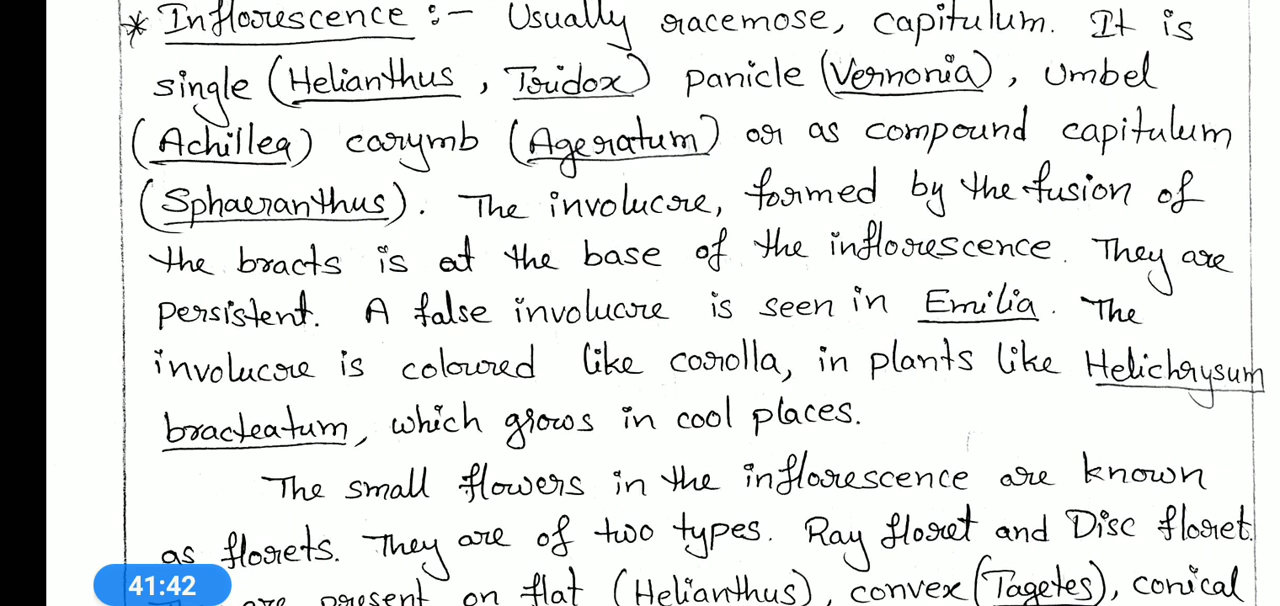 * Inflorescence :- Usually racemose, capitulum. It is
single (Helianthus, Tridox) panicle (Vernonia), Umbel
(Achillea) carymb (Ageratum) or as compound capitulum
(Sphaeranthus). The involucre, formed by the fusion of
the bracts is at the base of the inflorescence. They are
persistent. A false involucre is seen in Emilia. The
involucre is coloured like corolla, in plants like Helichrysum
bracteatum, which grows in cool places.
The small flowers in the inflorescence are known
as florets. They are of two types. Ray floret and Disc floret.
are present on flat (Helianthus), convex (Tagetes), conical
41:42